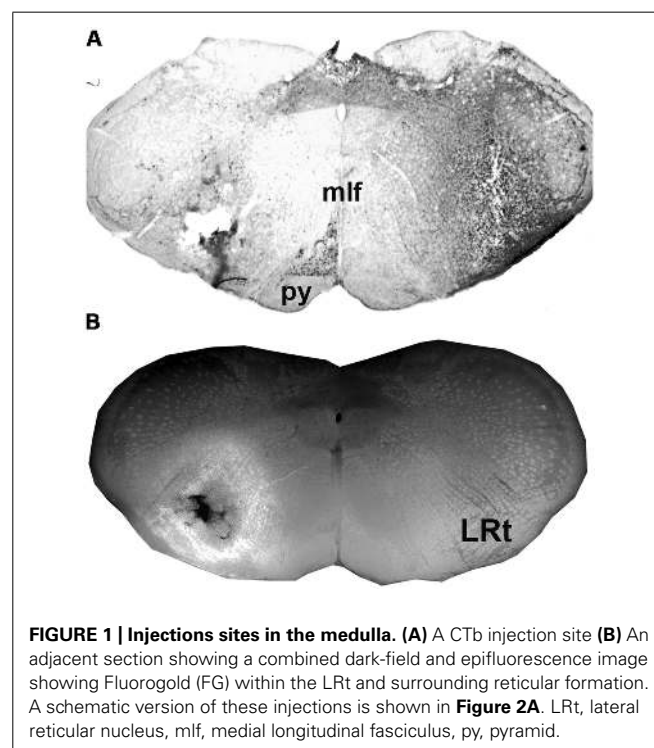 A
mlf
py
B
LRt
FIGURE 1 | Injections sites in the medulla. (A) A CTb injection site (B) An
adjacent section showing a combined dark-field and epifluorescence image
showing Fluorogold (FG) within the LRt and surrounding reticular formation.
A schematic version of these injections is shown in Figure 2A. LRt, lateral
reticular nucleus, mlf, medial longitudinal fasciculus, py, pyramid.